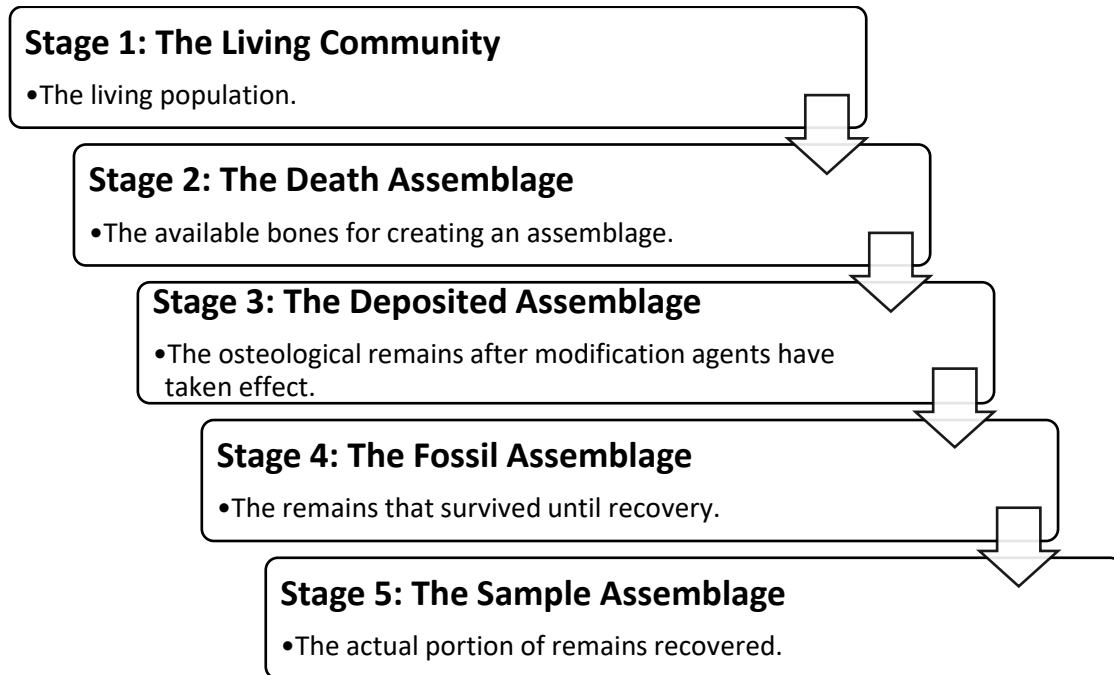 Stage 1: The Living Community
•The living population.
Stage 2: The Death Assemblage
•The available bones for creating an assemblage.
Stage 3: The Deposited Assemblage
•The osteological remains after modification agents have
taken effect.
Stage 4: The Fossil Assemblage
•The remains that survived until recovery.
Stage 5: The Sample Assemblage
•The actual portion of remains recovered.